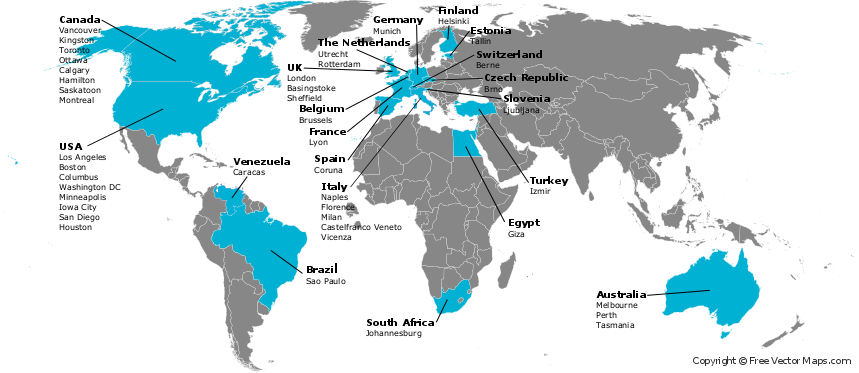 Canada
Vancouver
Kingston
Toronto
Ottawa
Calgary
Hamilton
Saskatoon
Montreal
USA
Los Angeles
Boston
Columbus
Washington DC
Minneapolis
Iowa City
San Diego
Houston
Venezuela
Caracas
Brazil
Sao Paulo
Germany
Munich
The Netherlands
Utrecht
Rotterdam
UK
London
Basingstoke
Sheffield
Belgium
Brussels
France
Lyon
Spain
Coruna
Italy
Naples
Florence
Milan
Castelfranco Veneto
Vicenza
Finland
Helsinki
Estonia
Tallin
Switzerland
Berne
Czech Republic
Brno
Slovenia
Ljubljana
Turkey
Izmir
Egypt
Giza
South Africa
Johannesburg
Australia
Melbourne
Perth
Tasmania
Copyright © Free Vector Maps.com